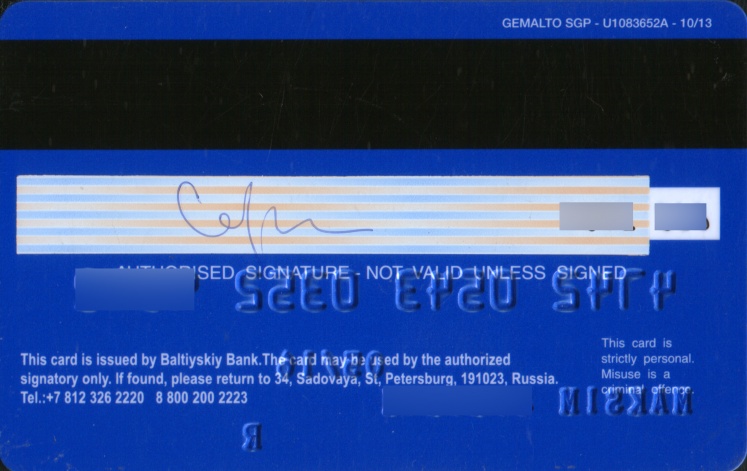 GEMALTO SGP - U1083652A - 10/13
AUTHORISED SIGNATURE - NOT VALID UNLESS SIGNED
This card is issued by Baltiyskiy Bank.The card may be used by the authorized
signatory only. If found, please return to 34, Sadovaya, St, Petersburg, 191023, Russia.
Tel.:+7 812 326 2220 8 800 200 2223
This card is
strictly personal.
Misuse is a
criminal offence.
MAKSIM